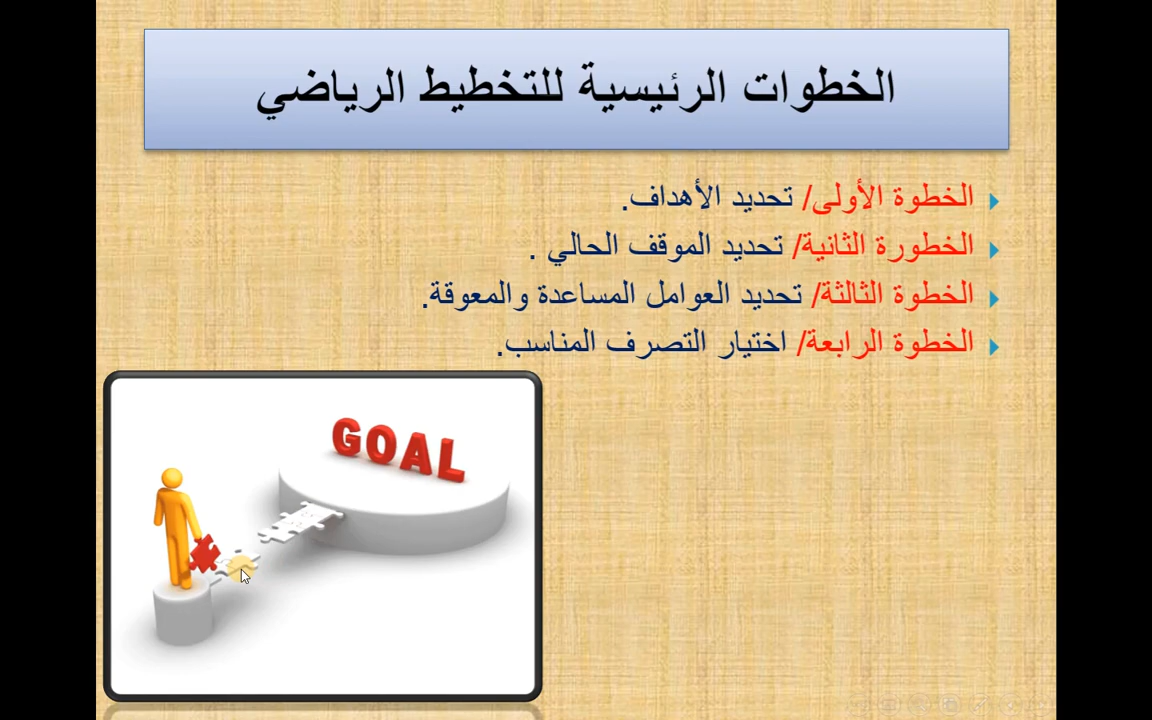 الخطوات الرئيسية للتخطيط الرياضي
الخطوة الأولى/ تحديد الأهداف.
الخطورة الثانية/ تحديد الموقف الحالي .
الخطوة الثالثة/ تحديد العوامل المساعدة والمعوقة.
الخطوة الرابعة/ اختيار التصرف المناسب.
GOAL